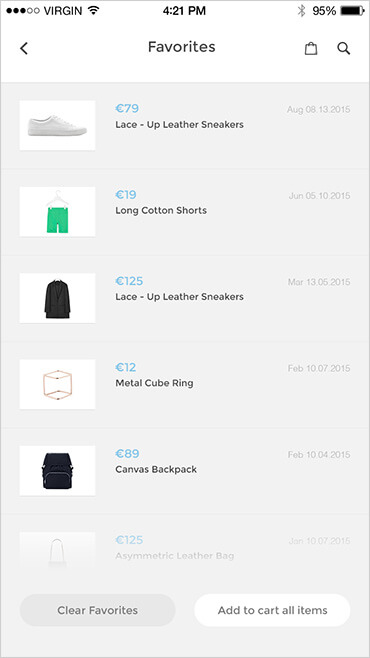 VIRGIN 4:21 PM 95%
Favorites
€79 Aug 08.13.2015
Lace - Up Leather Sneakers
€19 Jun 05 10.2015
Long Cotton Shorts
€125 Mar 13.05.2015
Lace - Up Leather Sneakers
€12 Feb 10.07.2015
Metal Cube Ring
€89 Feb 10.04.2015
Canvas Backpack
€125 Jan 10.07.2015
Asymmetric Leather Bag
Clear Favorites Add to cart all items